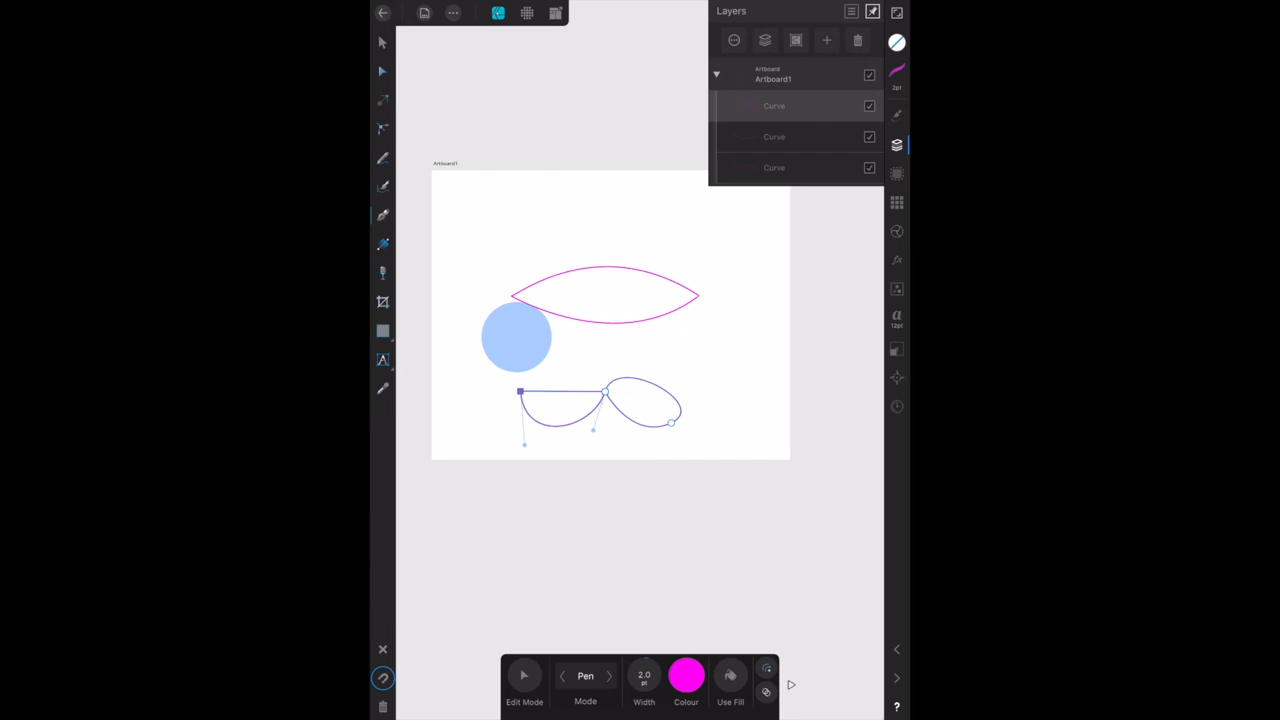 Layers
Artboard
Artboard1
2pt
Curve
Curve
Artboard1
Curve
a
12pt
A
2.0
pt
Pen
Edit Mode
Mode
Width
Colour
Use Fill
?